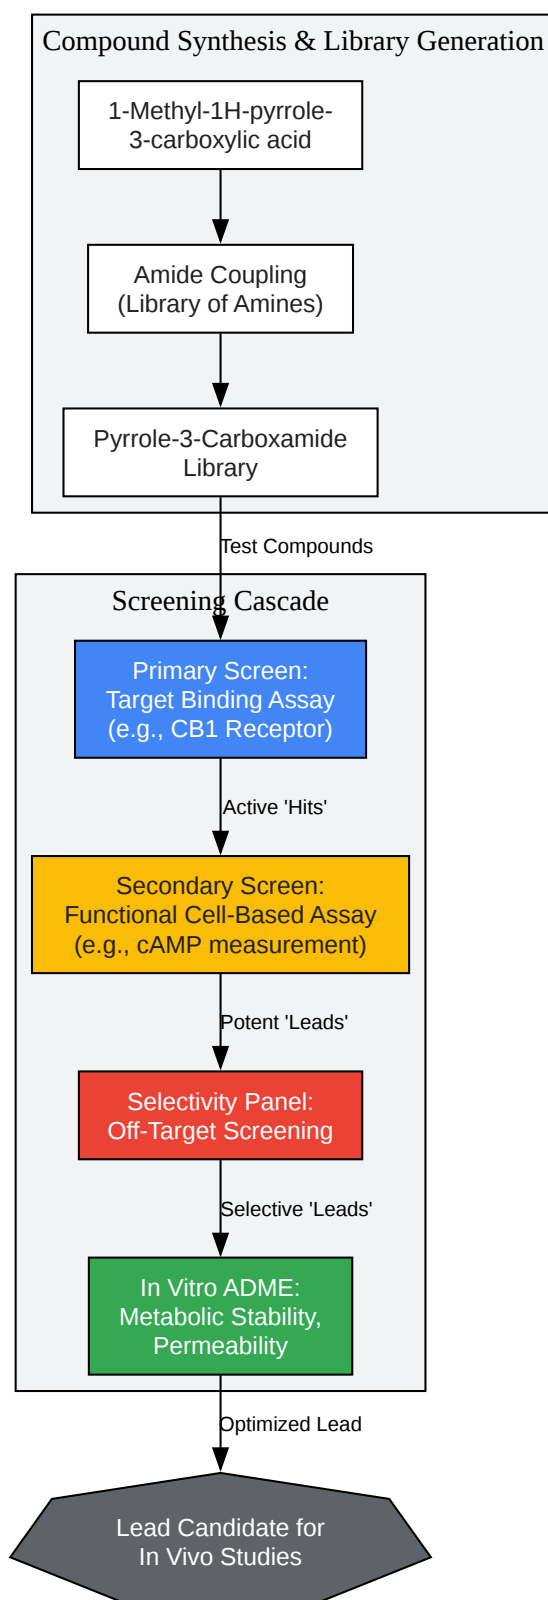 Compound Synthesis & Library Generation
1-Methyl-1H-pyrrole-
3-carboxylic acid
Amide Coupling
(Library of Amines)
Pyrrole-3-Carboxamide
Library
Test Compounds
Screening Cascade
Primary Screen:
Target Binding Assay
(e.g., CB1 Receptor)
Active 'Hits'
Secondary Screen:
Functional Cell-Based Assay
(e.g., cAMP measurement)
Potent 'Leads'
Selectivity Panel:
Off-Target Screening
Selective 'Leads'
In Vitro ADME:
Metabolic Stability,
Permeability
Optimized Lead
Lead Candidate for
In Vivo Studies